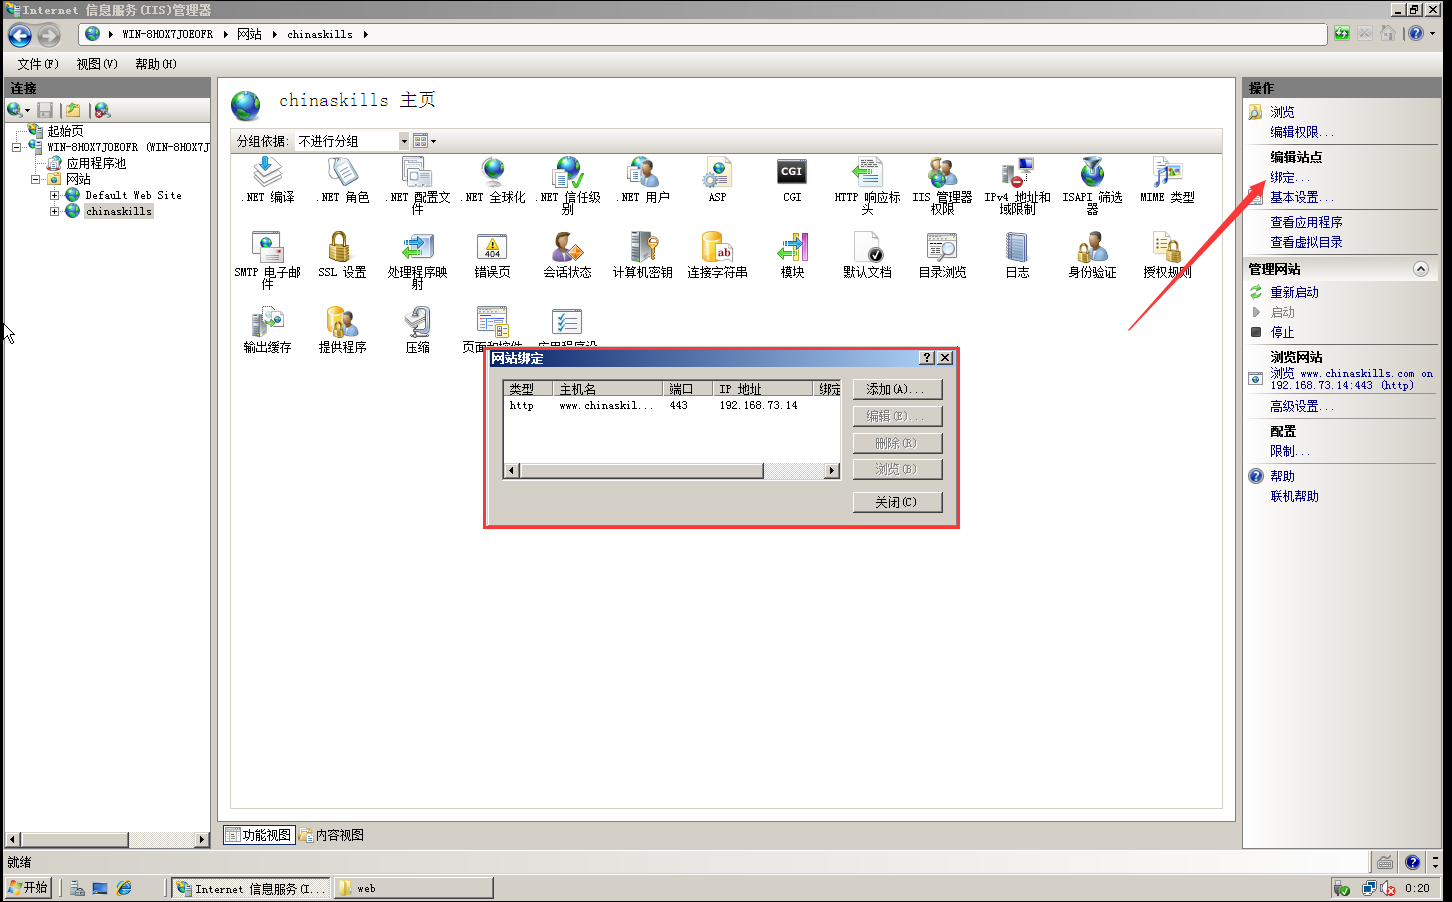 Internet 信息服务(IIS)管理器
WIN-8HOX7JOEOFR 网站 chinaskills
文件(F) 视图(V) 帮助(H)
连接
起始页
WIN-8HOX7JOEOFR (WIN-8HOX7J
应用程序池
网站
Default Web Site
chinaskills
chinaskills 主页
分组依据: 不进行分组
.NET 编译
.NET 角色
.NET 配置文件
.NET 全球化
.NET 信任级别
.NET 用户
ASP
CGI
HTTP 响应标头
IIS 管理器权限
IPv4 地址和域限制
ISAPI 筛选器
MIME 类型
SMTP 电子邮件
SSL 设置
处理程序映射
404
错误页
会话状态
计算机密钥
ab
连接字符串
模块
默认文档
目录浏览
日志
身份验证
授权规则
输出缓存
提供程序
压缩
页面和控件
应用程序设
网站绑定
类型 主机名 端口 IP 地址 绑定
http www.chinaskil... 443 192.168.73.14
添加(A)...
编辑(E)...
删除(R)
浏览(B)
关闭(C)
功能视图 内容视图
操作
浏览
编辑权限...
编辑站点
绑定...
基本设置...
查看应用程序
查看虚拟目录
管理网站
重新启动
启动
停止
浏览网站
浏览 www.chinaskills.com on
192.168.73.14:443 (http)
高级设置...
配置
限制...
帮助
联机帮助
就绪
开始 Internet 信息服务(I... web 0:20